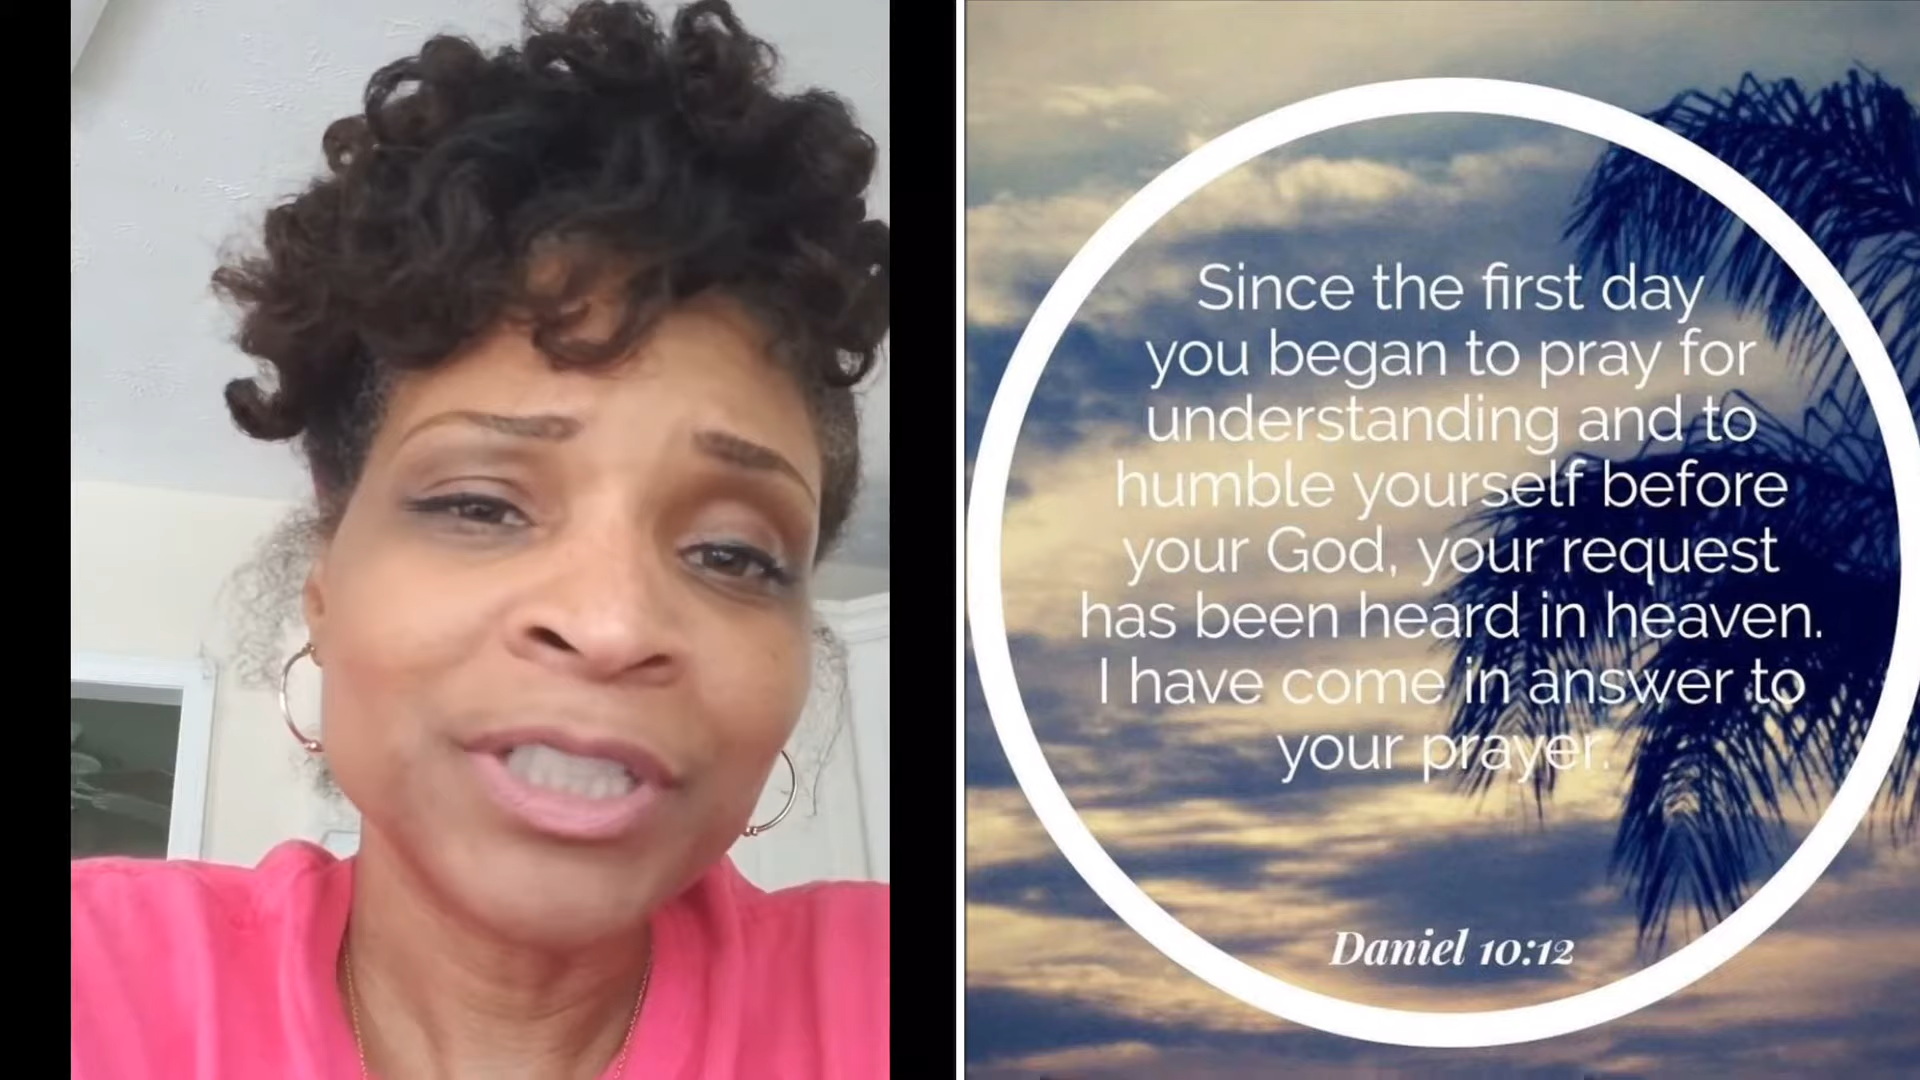 Since the first day
you began to pray for
understanding and to
humble yourself before
your God, your request
has been heard in heaven.
I have come in answer to
your prayer.
Daniel 10:12